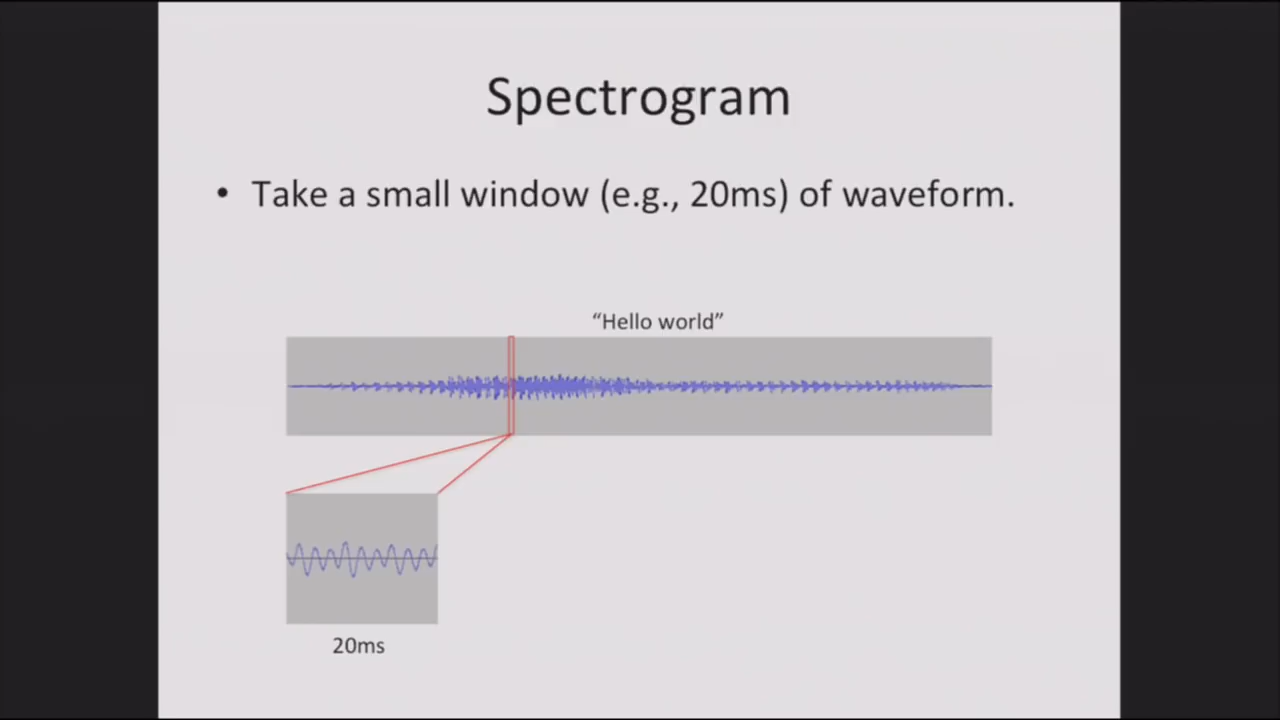 Spectrogram
• Take a small window (e.g., 20ms) of waveform.
“Hello world”
20ms